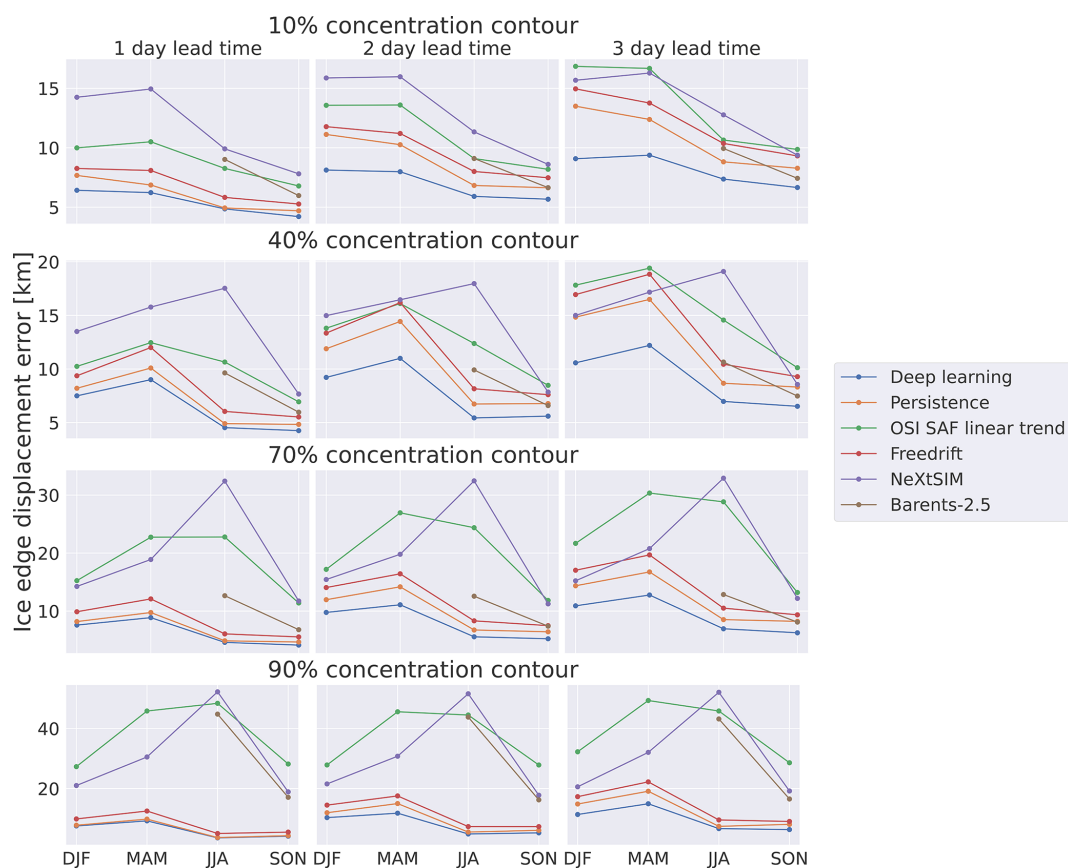 10% concentration contour
1 day lead time
2 day lead time
3 day lead time
15
10
5
40% concentration contour
20
15
10
5
Ice edge displacement error [km]
Deep learning
Persistence
OSI SAF linear trend
Freedrift
NeXtSIM
Barents-2.5
70% concentration contour
30
20
10
90% concentration contour
40
20
DJF MAM JJA SON
DJF MAM JJA SON
DJF MAM JJA SON